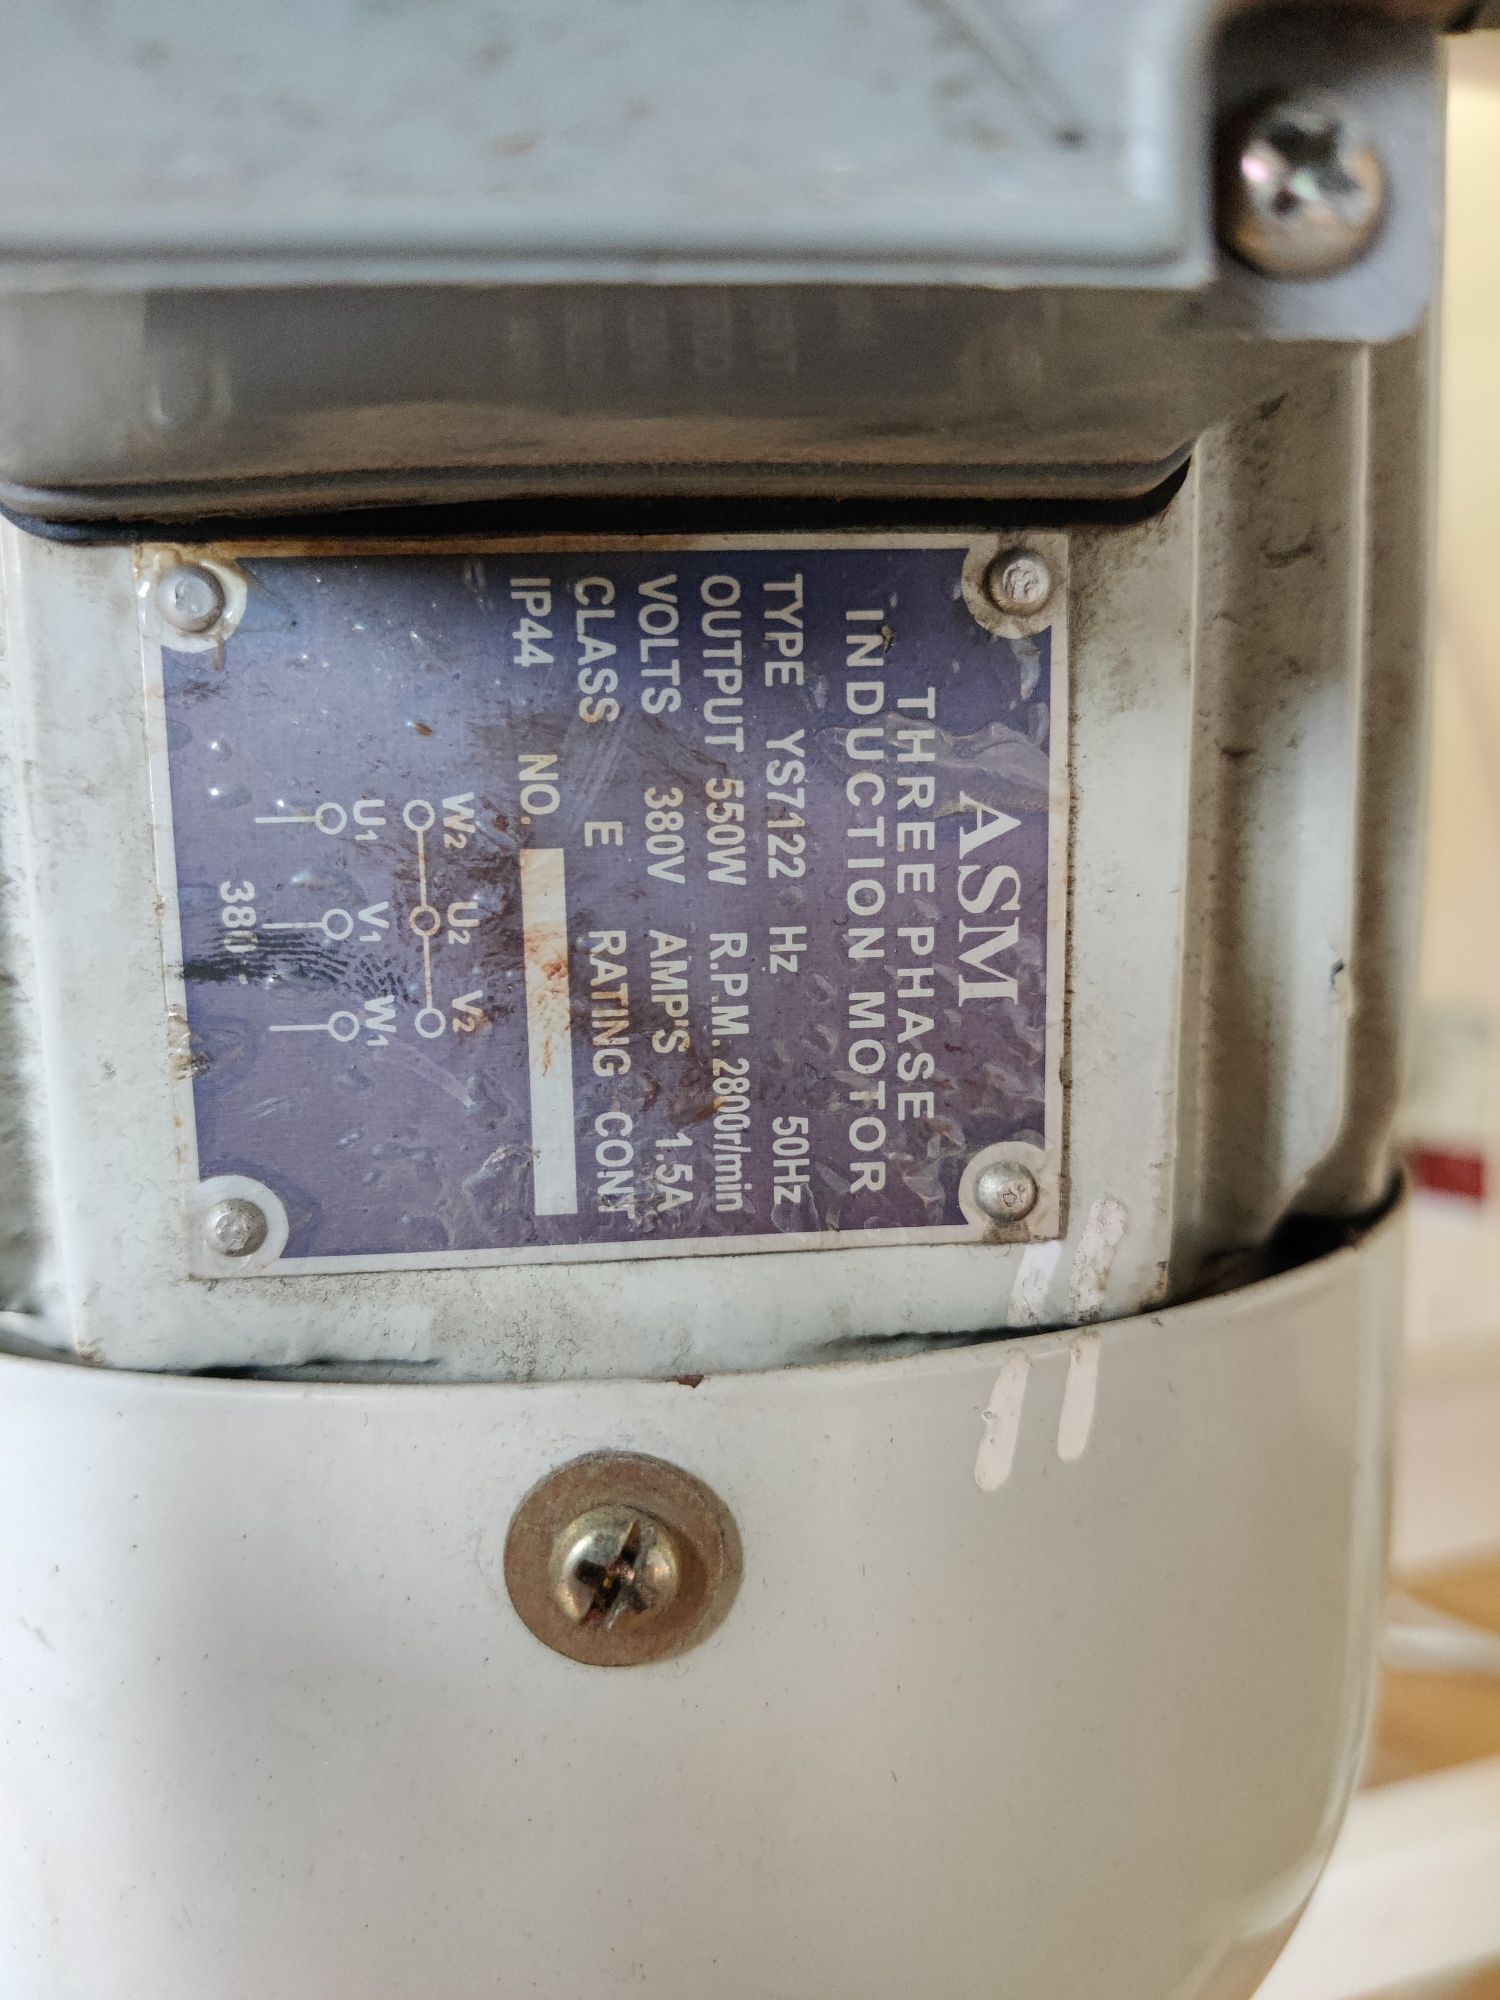 ASM
THREE PHASE
INDUCTION MOTOR
TYPE YS7122 Hz 50Hz
OUTPUT 550W R.P.M. 2800r/min
VOLTS 380V AMP'S 1.5A
CLASS E RATING CONT
IP44 NO.
W2 U2 V2
U1 V1 W1
380